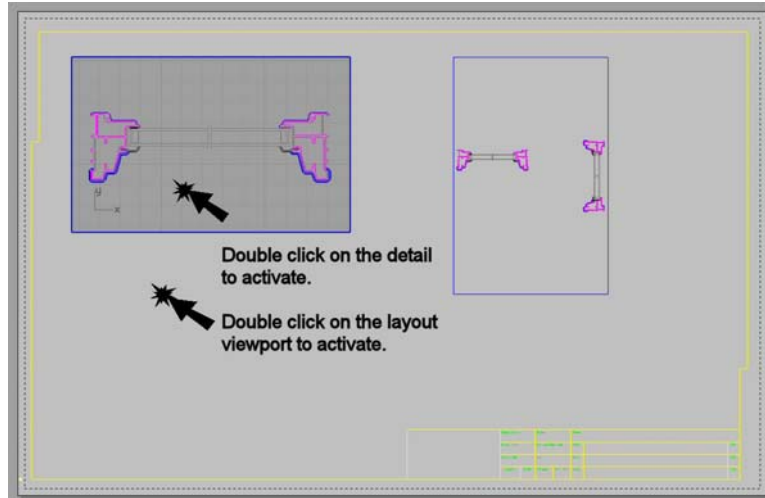 Double click on the detail
to activate.
Double click on the layout
viewport to activate.